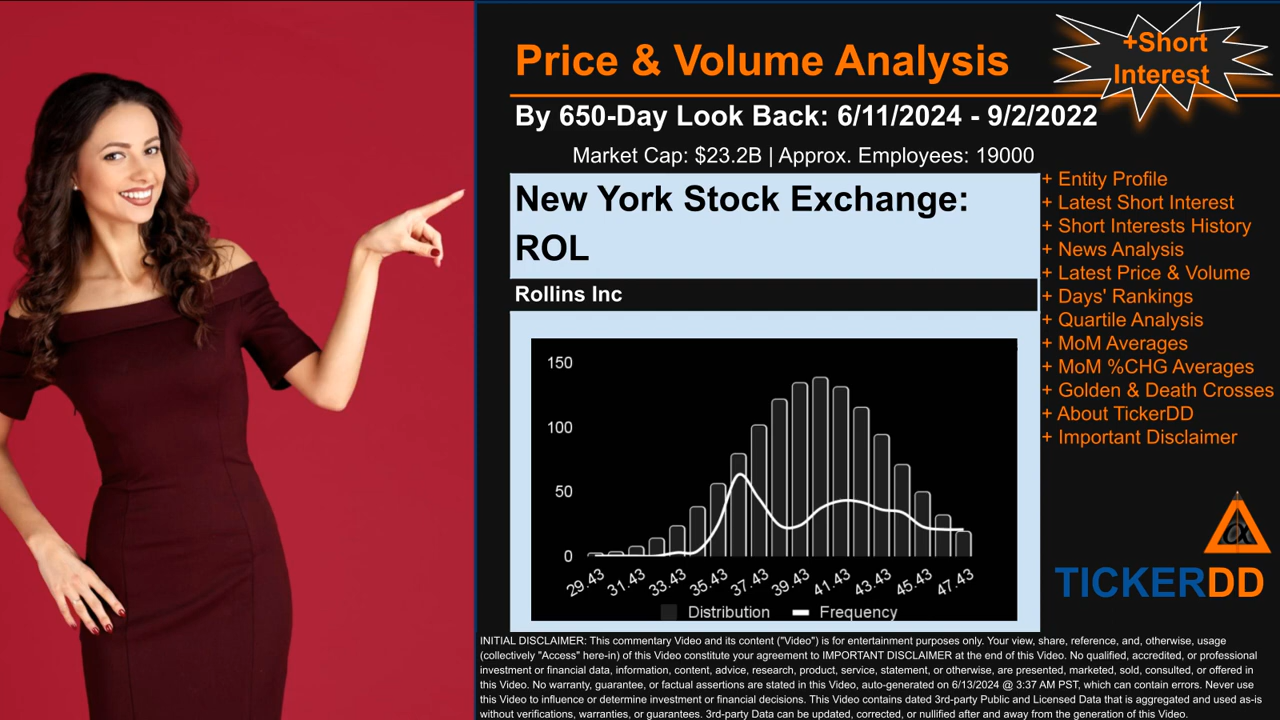 Price & Volume Analysis
+Short
Interest
By 650-Day Look Back: 6/11/2024 - 9/2/2022
Market Cap: $23.2B | Approx. Employees: 19000
New York Stock Exchange:
ROL
Rollins Inc
+ Entity Profile
+ Latest Short Interest
+ Short Interests History
+ News Analysis
+ Latest Price & Volume
+ Days' Rankings
+ Quartile Analysis
+ MoM Averages
+ MoM %CHG Averages
+ Golden & Death Crosses
+ About TickerDD
+ Important Disclaimer
150
100
50
0
29.43 31.43 33.43 35.43 37.43 39.43 41.43 43.43 45.43 47.43
Distribution Frequency
TICKERDD
INITIAL DISCLAIMER: This commentary Video and its content ("Video") is for entertainment purposes only. Your view, share, reference, and, otherwise, usage
(collectively "Access" here-in) of this Video constitute your agreement to IMPORTANT DISCLAIMER at the end of this Video. No qualified, accredited, or professional
investment or financial data, information, content, advice, research, product, service, statement, or otherwise, are presented, marketed, sold, consulted, or offered in
this Video. No warranty, guarantee, or factual assertions are stated in this Video, auto-generated on 6/13/2024 @ 3:37 AM PST, which can contain errors. Never use
this Video to influence or determine investment or financial decisions. This Video contains dated 3rd-party Public and Licensed Data that is aggregated and used as-is
without verifications, warranties, or guarantees. 3rd-party Data can be updated, corrected, or nullified after and away from the generation of this Video.